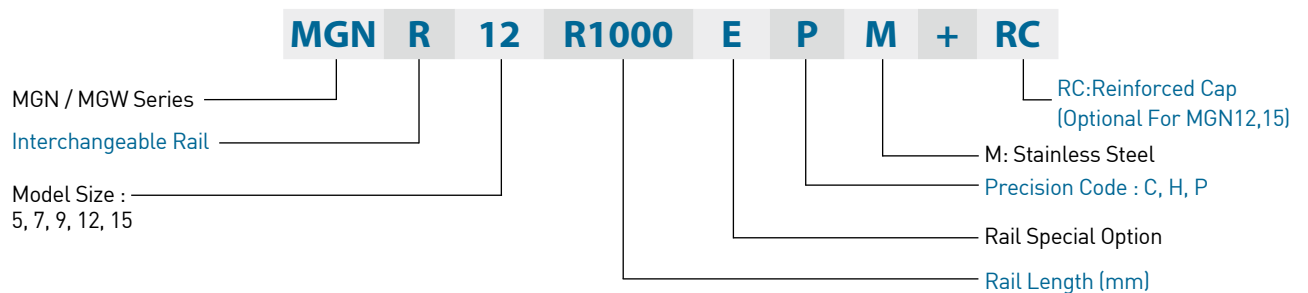 MGN R 12 R1000 E P M + RC
MGN / MGW Series
Interchangeable Rail
Model Size :
5, 7, 9, 12, 15
RC:Reinforced Cap
(Optional For MGN12,15)
M: Stainless Steel
Precision Code : C, H, P
Rail Special Option
Rail Length (mm)